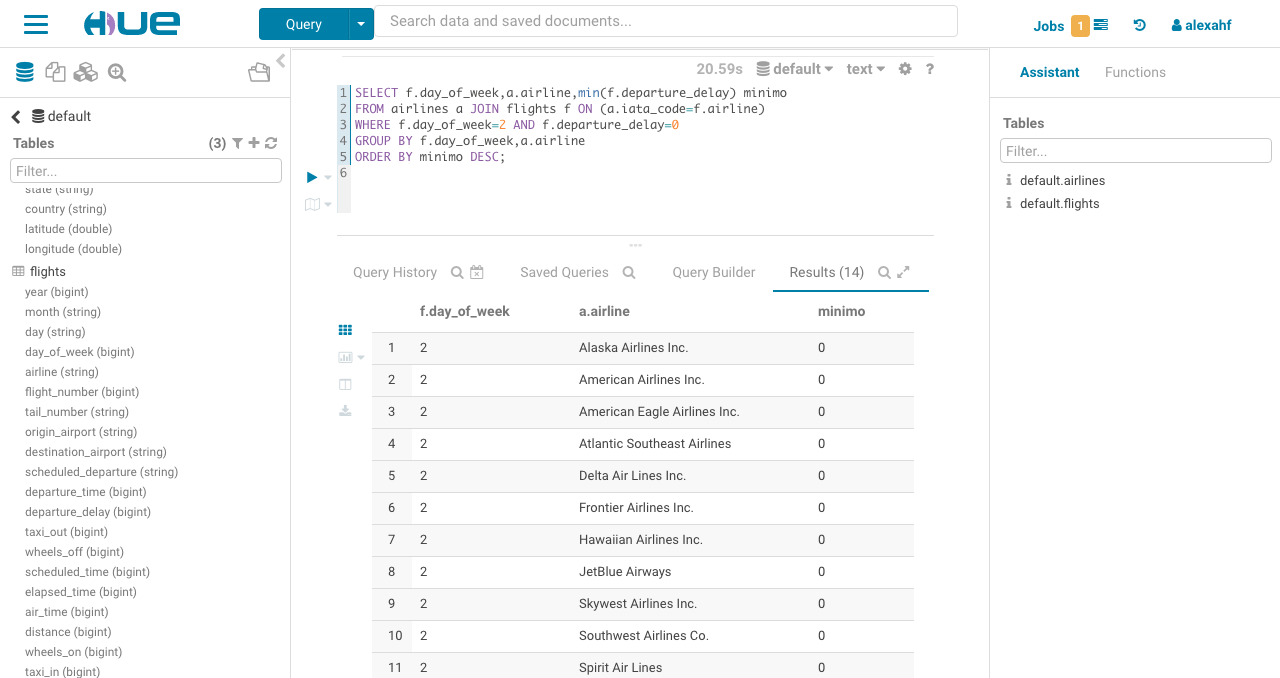 HUE
Query
Search data and saved documents...
Jobs 1
alexahf
default
Tables (3)
Filter...
state (string)
country (string)
latitude (double)
longitude (double)
flights
year (bigint)
month (string)
day (string)
day_of_week (bigint)
airline (string)
flight_number (bigint)
tail_number (string)
origin_airport (string)
destination_airport (string)
scheduled_departure (string)
departure_time (bigint)
departure_delay (bigint)
taxi_out (bigint)
wheels_off (bigint)
scheduled_time (bigint)
elapsed_time (bigint)
air_time (bigint)
distance (bigint)
wheels_on (bigint)
taxi_in (bigint)
20.59s default text ?
1 SELECT f.day_of_week,a.airline,min(f.departure_delay) minimo
2 FROM airlines a JOIN flights f ON (a.iata_code=f.airline)
3 WHERE f.day_of_week=2 AND f.departure_delay=0
4 GROUP BY f.day_of_week,a.airline
5 ORDER BY minimo DESC;
6
Query History Saved Queries Query Builder Results (14)
f.day_of_week a.airline minimo
1 2 Alaska Airlines Inc. 0
2 2 American Airlines Inc. 0
3 2 American Eagle Airlines Inc. 0
4 2 Atlantic Southeast Airlines 0
5 2 Delta Air Lines Inc. 0
6 2 Frontier Airlines Inc. 0
7 2 Hawaiian Airlines Inc. 0
8 2 JetBlue Airways 0
9 2 Skywest Airlines Inc. 0
10 2 Southwest Airlines Co. 0
11 2 Spirit Air Lines 0
Assistant Functions
Tables
Filter...
default.airlines
default.flights